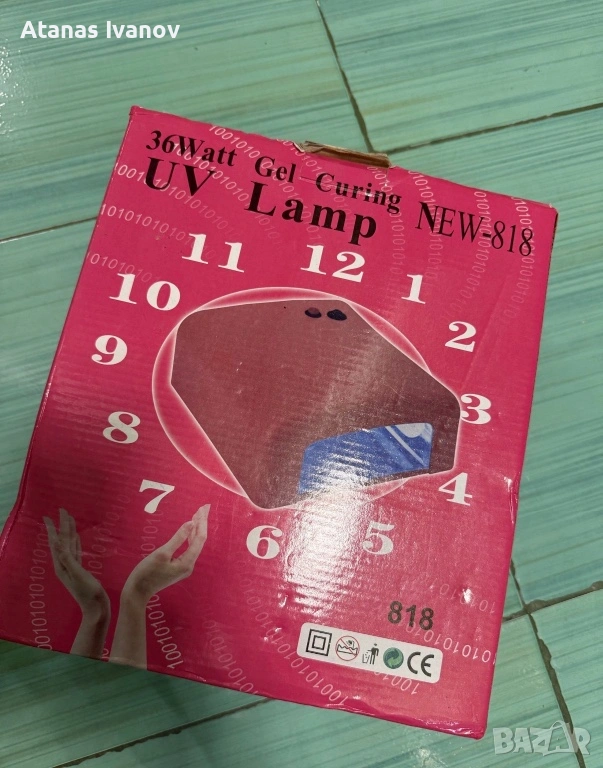 Atanas Ivanov
36Watt Gel Curing NEW-818
UV Lamp
11 12 1
10 2
9 3
8 4
7 6 5
818
CE
BAZAR